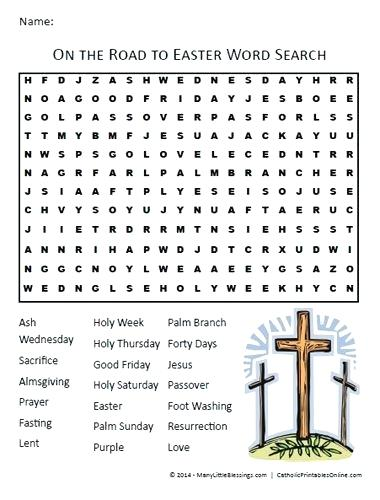 Name:
ON THE ROAD TO EASTER WORD SEARCH
H F D J Z A S H W E D N E S D A Y H R R
N O A G O O D F R I D A Y J E S B O E E
G O L P A S S O V E R P A S F O R L S S
T T M Y B M F J E S U A J A C K A Y U U
N W S P S G O L O V E L E C E D N T R R
N A G R F A R L P A L M B R A N C H E R
J S I A A F T P L Y E S E I S O J U S E
C H V Y S O Y U J Y N U A F T A E R U C
J I I E T R D R R M T N S I E H S S S T
A N N R I H A P W D J D T C R X U D W I
N G G C N O Y L W E A A E E Y G S A Z O
W E D N G L S E H O L Y W E E K H Y C N
Ash Wednesday
Sacrifice
Almsgiving
Prayer
Fasting
Lent
Holy Week
Holy Thursday
Good Friday
Holy Saturday
Easter
Palm Sunday
Purple
Palm Branch
Forty Days
Jesus
Passover
Foot Washing
Resurrection
Love
© 2014 - ManyLittleBlessings.com | CatholicPrintablesOnline.com